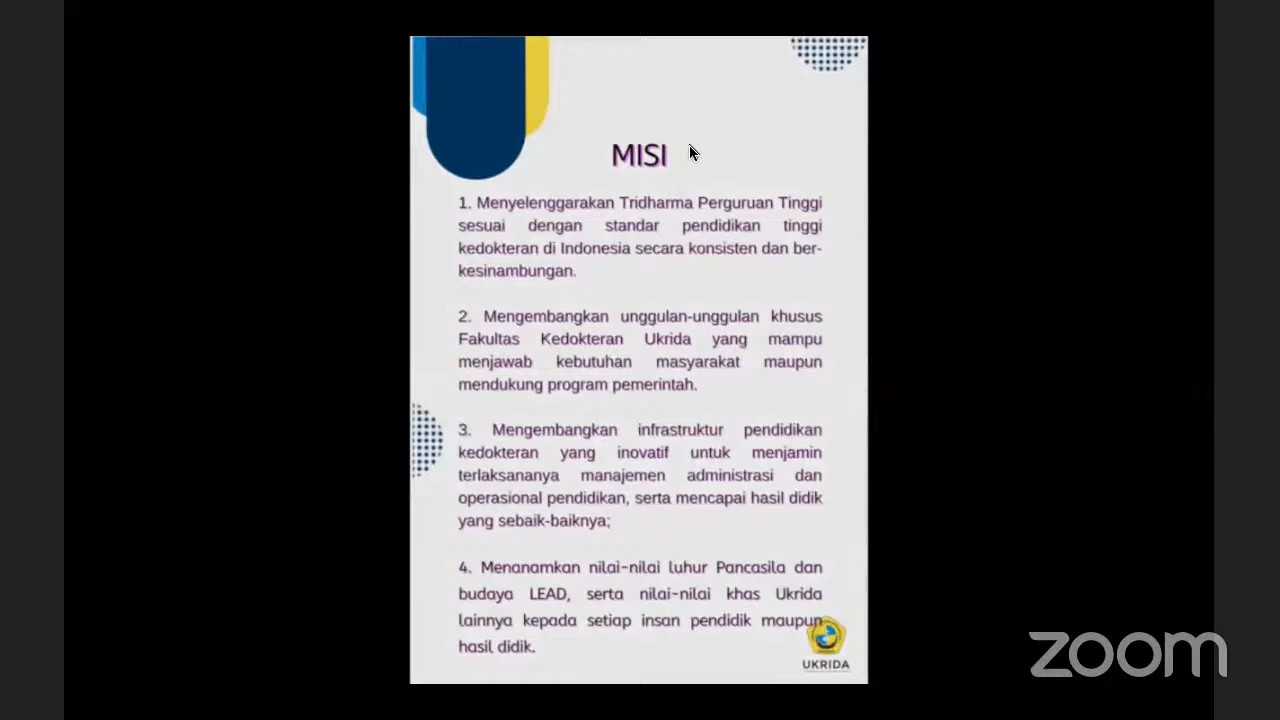 MISI
1. Menyelenggarakan Tridharma Perguruan Tinggi
sesuai dengan standar pendidikan tinggi
kedokteran di Indonesia secara konsisten dan ber-
kesinambungan.
2. Mengembangkan unggulan-unggulan khusus
Fakultas Kedokteran Ukrida yang mampu
menjawab kebutuhan masyarakat maupun
mendukung program pemerintah.
3. Mengembangkan infrastruktur pendidikan
kedokteran yang inovatif untuk menjamin
terlaksananya manajemen administrasi dan
operasional pendidikan, serta mencapai hasil didik
yang sebaik-baiknya;
4. Menanamkan nilai-nilai luhur Pancasila dan
budaya LEAD, serta nilai-nilai khas Ukrida
lainnya kepada setiap insan pendidik maupun
hasil didik.
UKRIDA
zoom